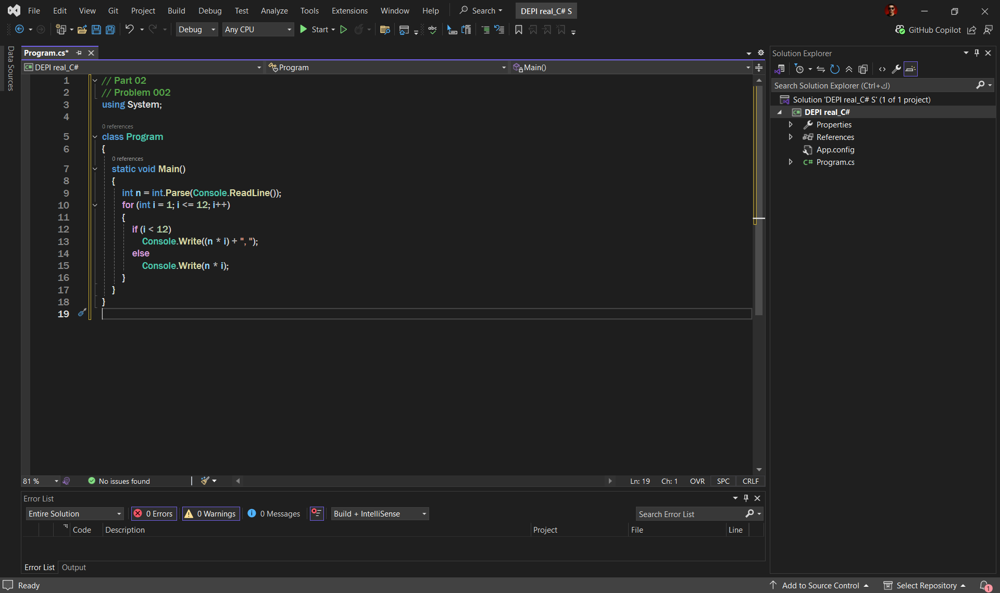 File Edit View Git Project Build Debug Test Analyze Tools Extensions Window Help Search DEPI real_C# S
Debug Any CPU Start abc GitHub Copilot
Data Sources
Program.cs*
DEPI real_C# Program Main()
1 // Part 02
2 // Problem 002
3 using System;
4
0 references
5 class Program
6 {
0 references
7 static void Main()
8 {
9 int n = int.Parse(Console.ReadLine());
10 for (int i = 1; i <= 12; i++)
11 {
12 if (i < 12)
13 Console.Write((n * i) + ", ");
14 else
15 Console.Write(n * i);
16 }
17 }
18 }
19
81 % No issues found Ln: 19 Ch: 1 OVR SPC CRLF
Error List
Entire Solution 0 Errors 0 Warnings 0 Messages Build + IntelliSense Search Error List
Code Description Project File Line
Error List Output
Solution Explorer
Search Solution Explorer (Ctrl+ك)
Solution 'DEPI real_C# S' (1 of 1 project)
C# DEPI real_C#
Properties
References
App.config
C# Program.cs
Ready Add to Source Control Select Repository 1